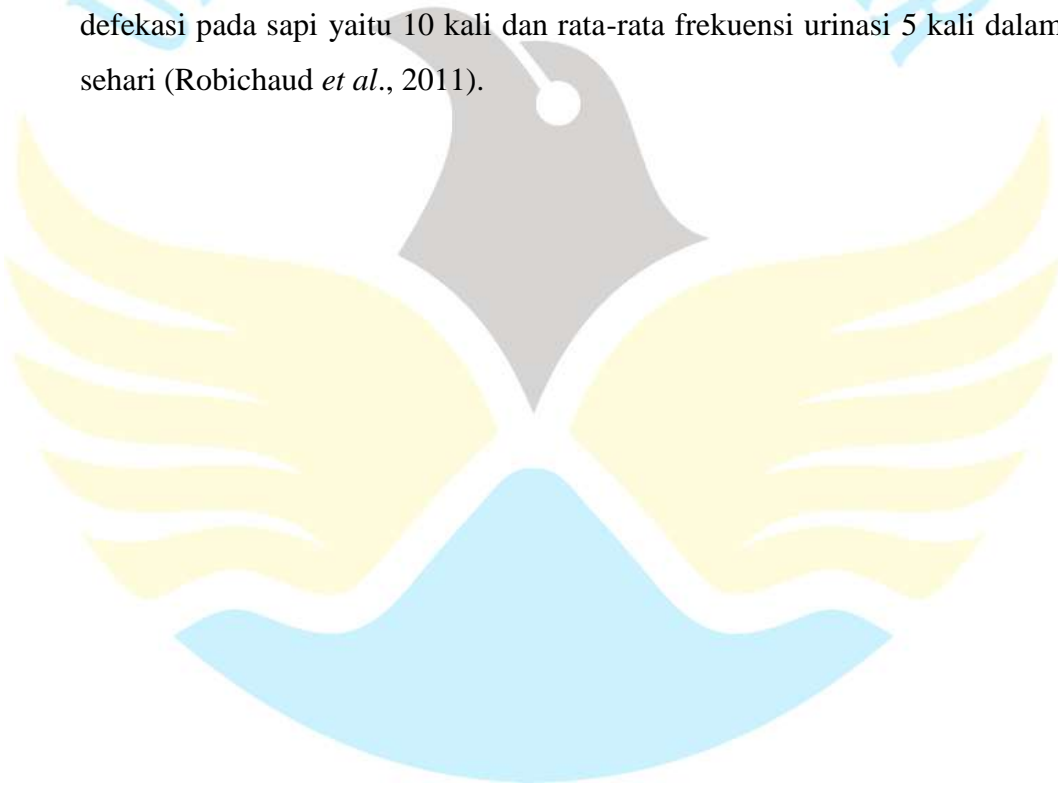 defekasi pada sapi yaitu 10 kali dan rata-rata frekuensi urinasi 5 kali dalam
sehari (Robichaud et al., 2011).